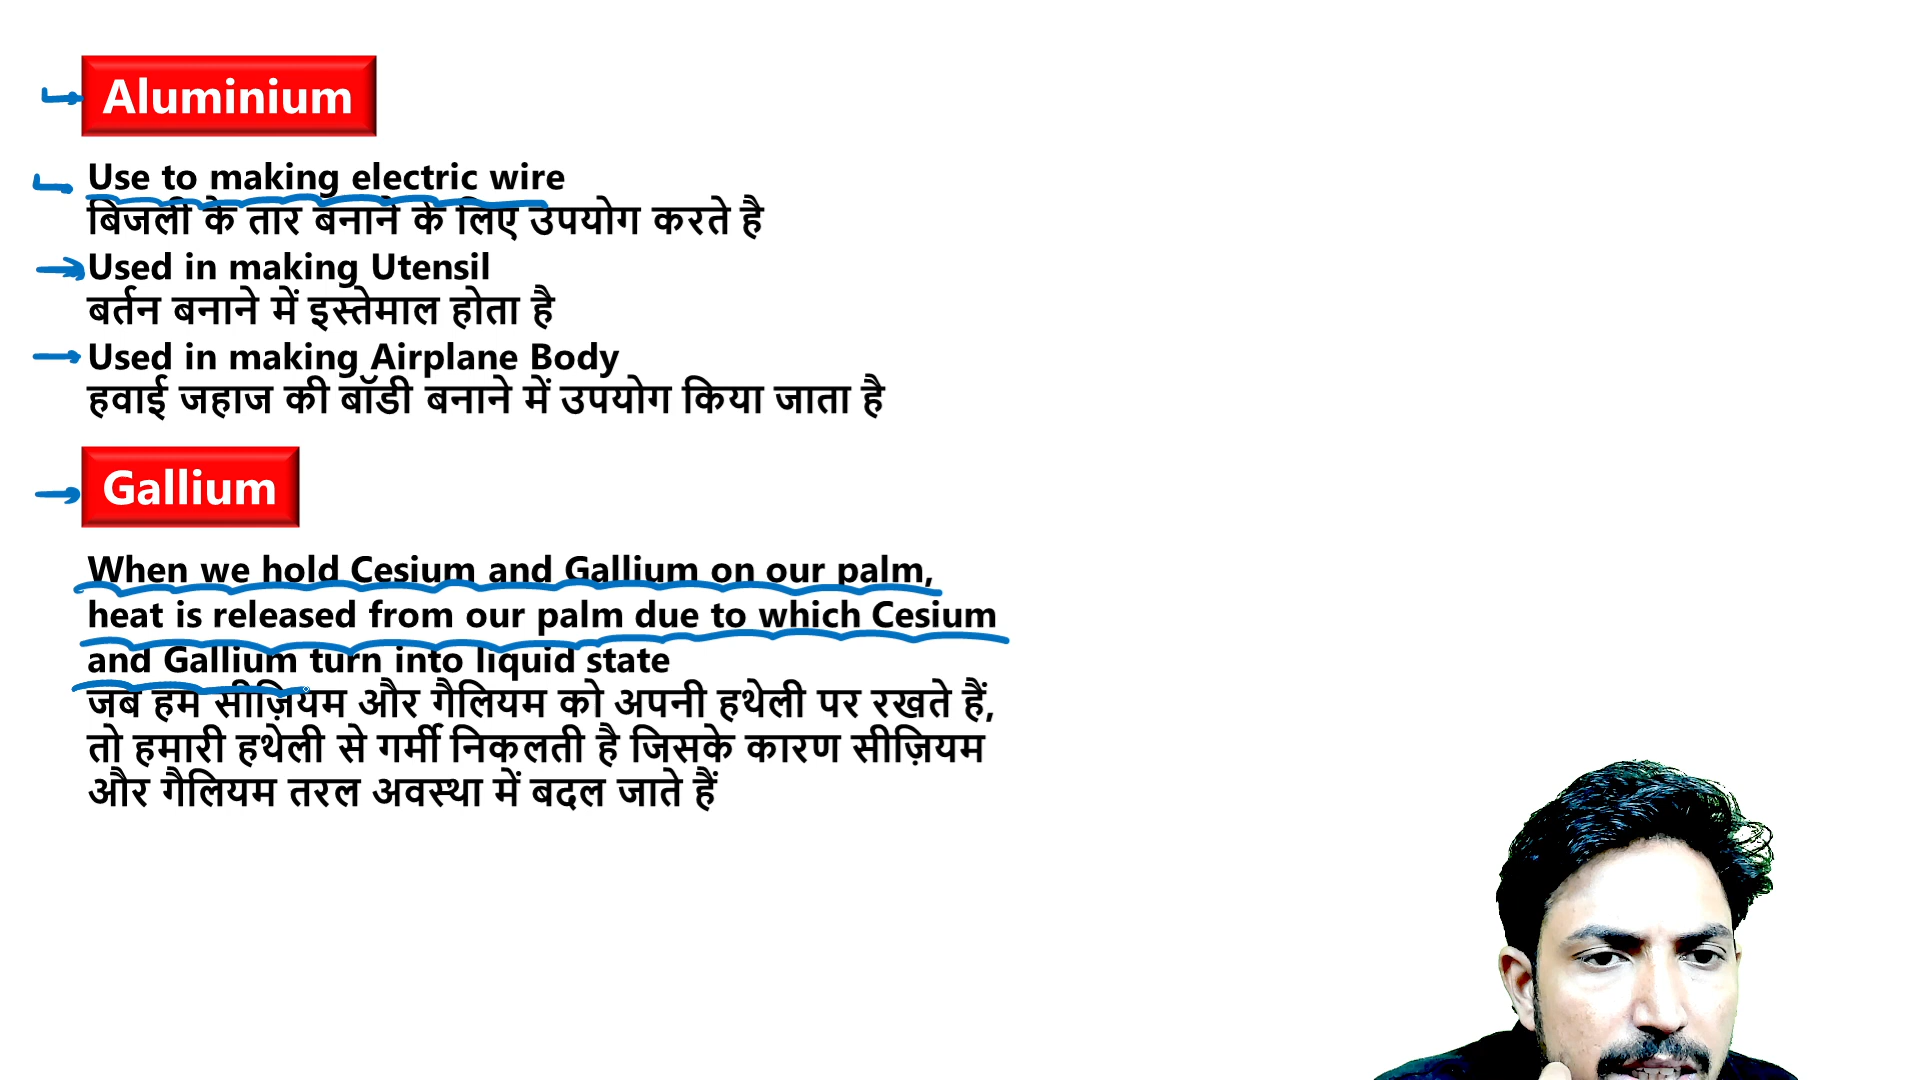 Aluminium
Use to making electric wire
बिजली के तार बनाने के लिए उपयोग करते है
Used in making Utensil
बर्तन बनाने में इस्तेमाल होता है
Used in making Airplane Body
हवाई जहाज की बॉडी बनाने में उपयोग किया जाता है
Gallium
When we hold Cesium and Gallium on our palm,
heat is released from our palm due to which Cesium
and Gallium turn into liquid state
जब हम सीज़ियम और गैलियम को अपनी हथेली पर रखते हैं,
तो हमारी हथेली से गर्मी निकलती है जिसके कारण सीज़ियम
और गैलियम तरल अवस्था में बदल जाते हैं